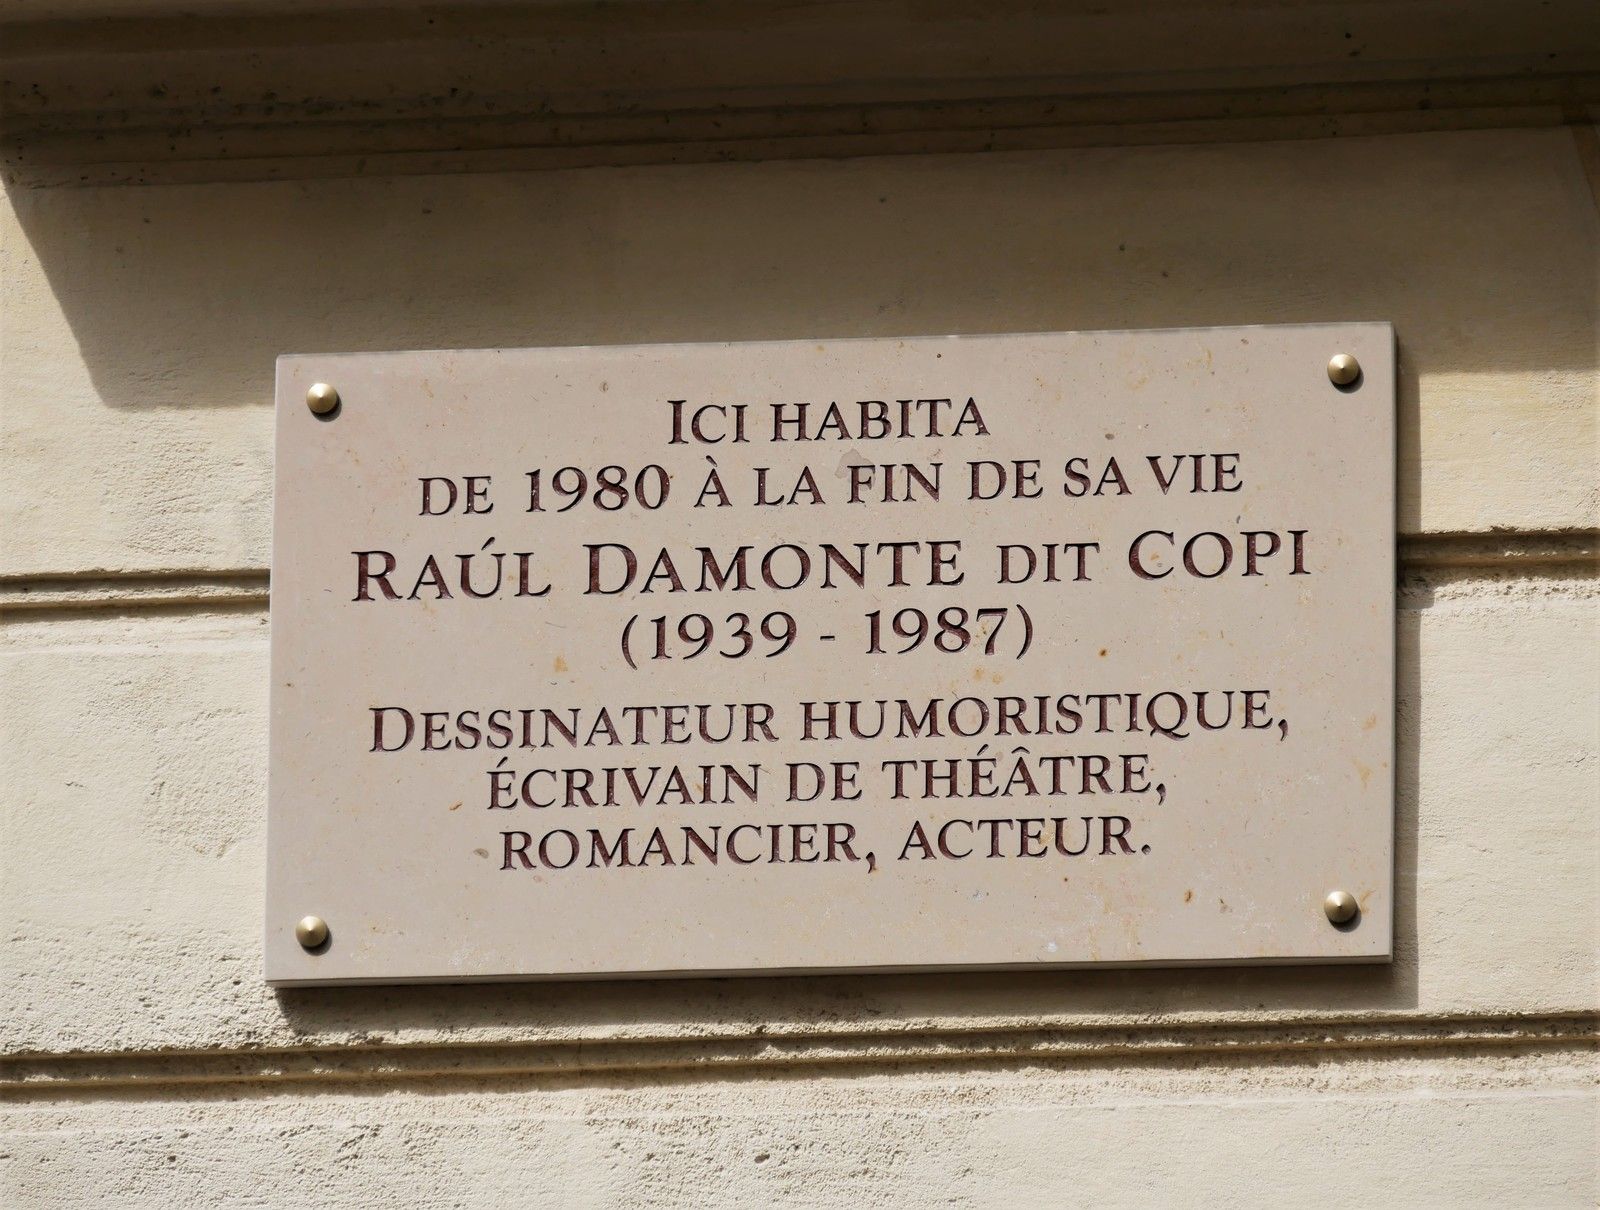 Ici habita
de 1980 à la fin de sa vie
Raúl Damonte dit Copi
(1939 - 1987)
Dessinateur humoristique,
écrivain de théâtre,
romancier, acteur.